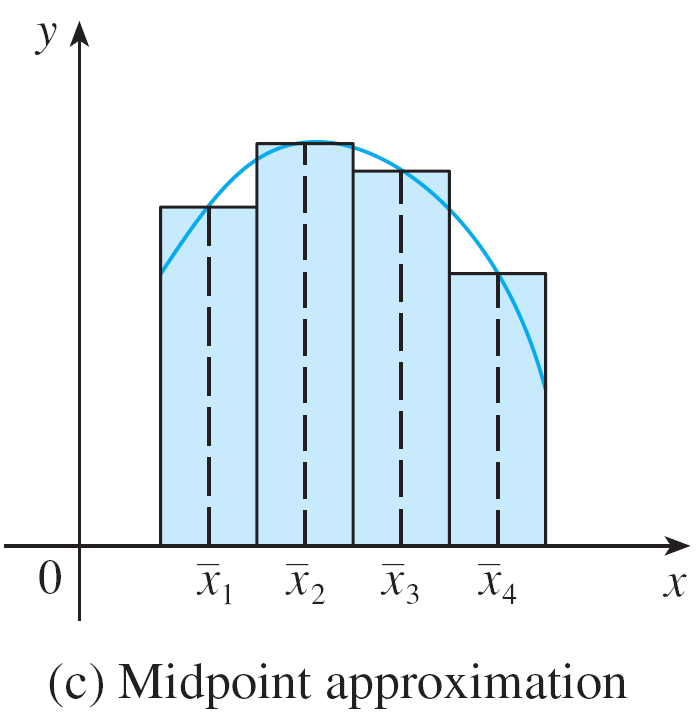 y
0
x̅₁ x̅₂ x̅₃ x̅₄ x
(c) Midpoint approximation